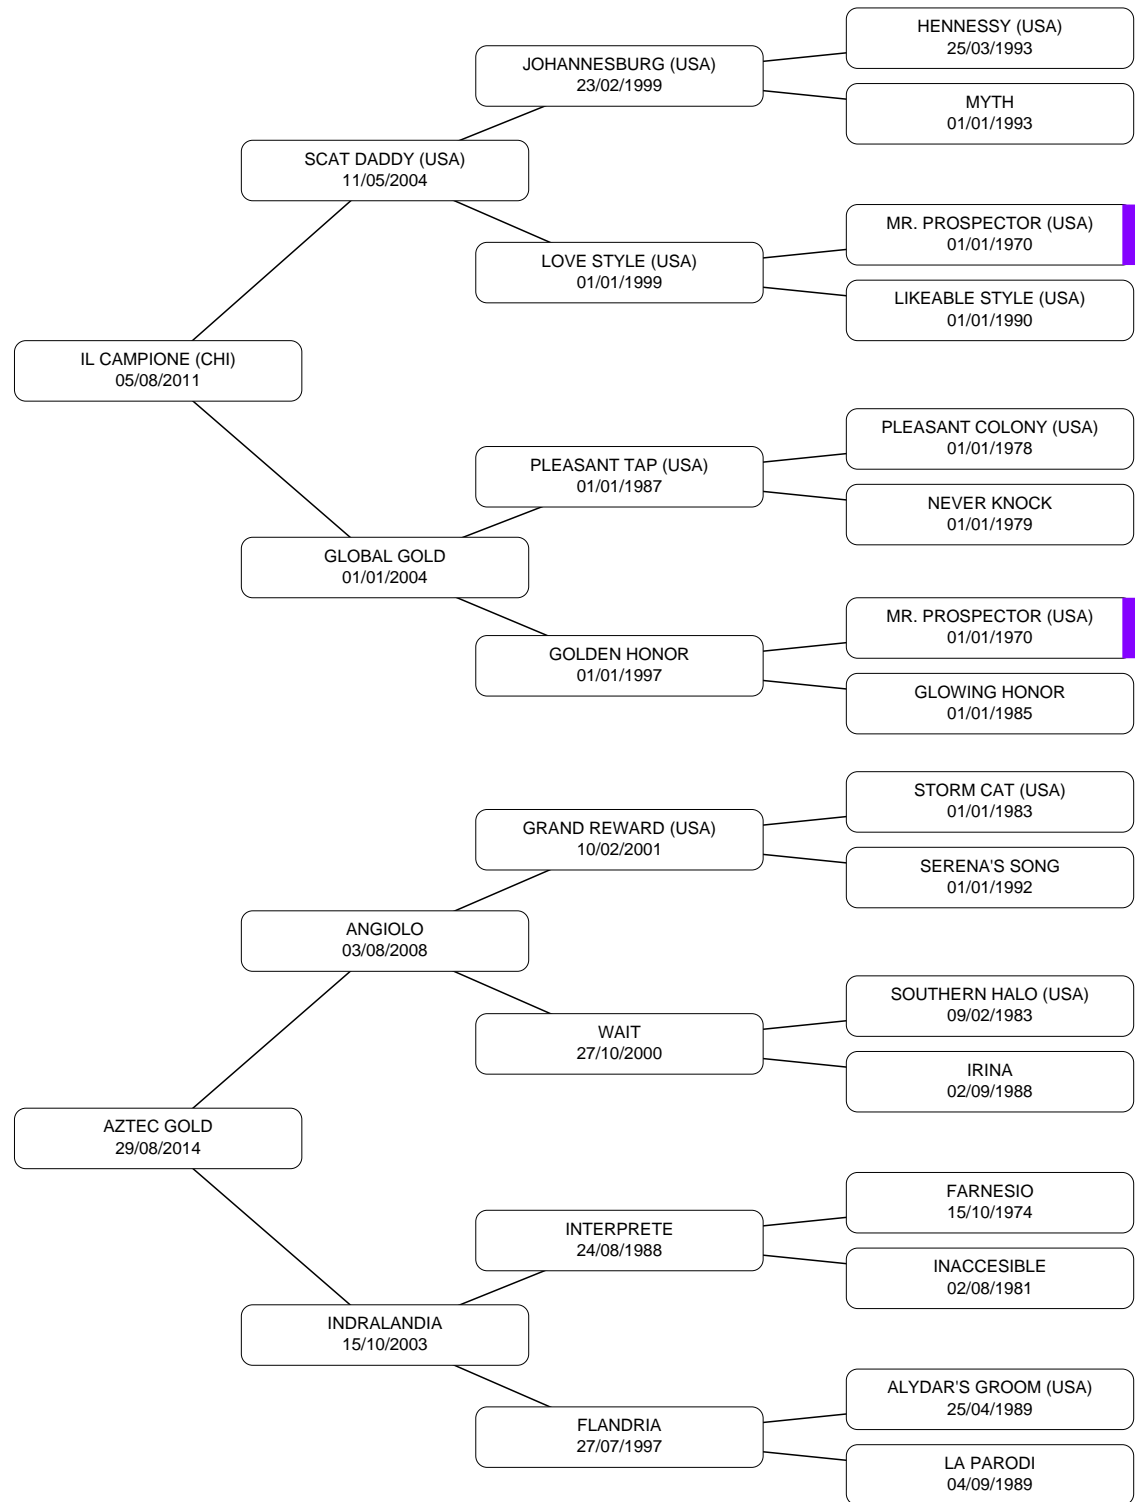 HENNESSY (USA)
25/03/1993
JOHANNESBURG (USA)
23/02/1999
MYTH
01/01/1993
SCAT DADDY (USA)
11/05/2004
MR. PROSPECTOR (USA)
01/01/1970
LOVE STYLE (USA)
01/01/1999
LIKEABLE STYLE (USA)
01/01/1990
IL CAMPIONE (CHI)
05/08/2011
PLEASANT COLONY (USA)
01/01/1978
PLEASANT TAP (USA)
01/01/1987
NEVER KNOCK
01/01/1979
GLOBAL GOLD
01/01/2004
MR. PROSPECTOR (USA)
01/01/1970
GOLDEN HONOR
01/01/1997
GLOWING HONOR
01/01/1985
STORM CAT (USA)
01/01/1983
GRAND REWARD (USA)
10/02/2001
SERENA'S SONG
01/01/1992
ANGIOLO
03/08/2008
SOUTHERN HALO (USA)
09/02/1983
WAIT
27/10/2000
IRINA
02/09/1988
AZTEC GOLD
29/08/2014
FARNESIO
15/10/1974
INTERPRETE
24/08/1988
INACCESIBLE
02/08/1981
INDRALANDIA
15/10/2003
ALYDAR'S GROOM (USA)
25/04/1989
FLANDRIA
27/07/1997
LA PARODI
04/09/1989